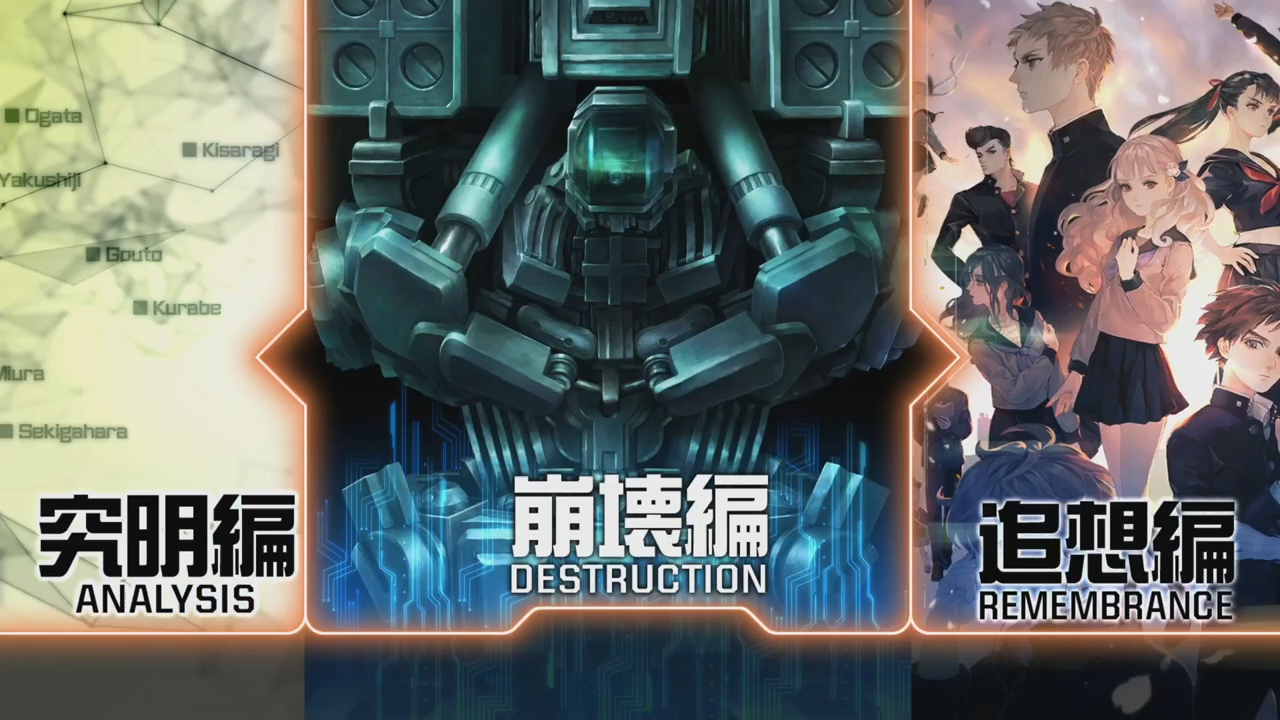 Ogata
Kisaragi
Yakushiji
Gouto
Kurabe
Miura
Sekigahara
究明編
ANALYSIS
崩壊編
DESTRUCTION
追想編
REMEMBRANCE